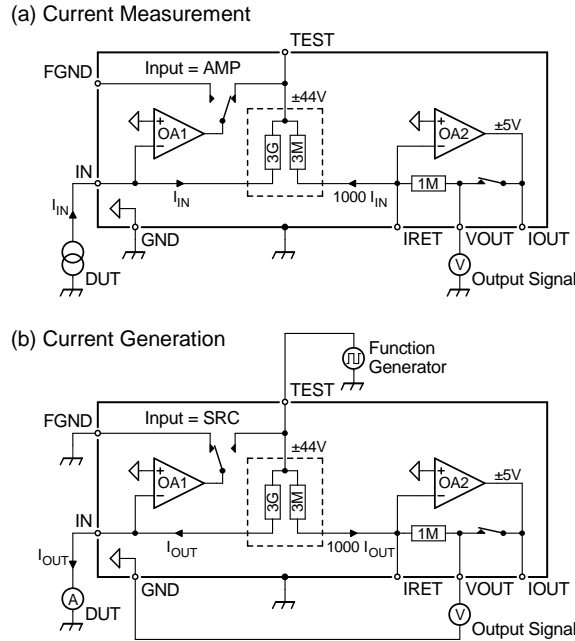 (a) Current Measurement
TEST
FGND
Input = AMP
±44V
+
OA1
−
3G
3M
+
OA2
−
±5V
IN
I_IN
I_IN
1000 I_IN
1M
GND
IRET
VOUT
IOUT
DUT
V
Output Signal
(b) Current Generation
Function
Generator
TEST
FGND
Input = SRC
±44V
+
OA1
−
3G
3M
+
OA2
−
±5V
IN
I_OUT
I_OUT
1000 I_OUT
1M
GND
IRET
VOUT
IOUT
A
DUT
V
Output Signal